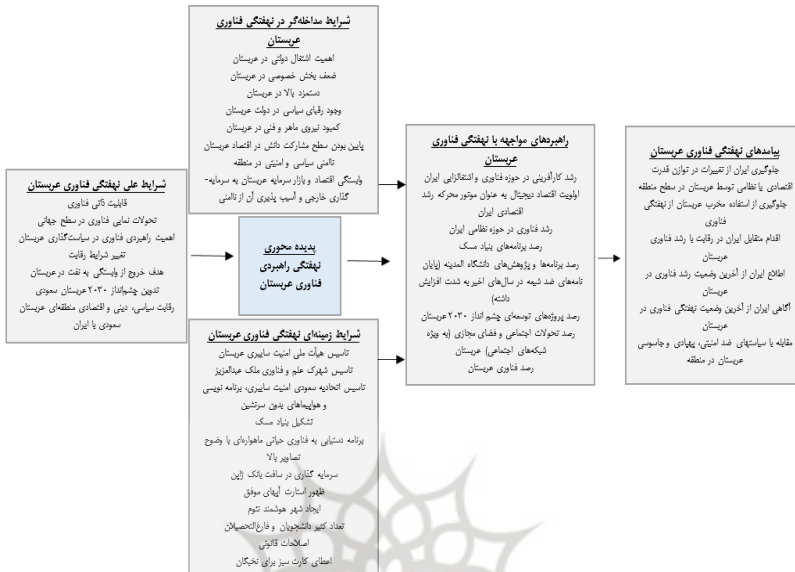 شرایط مداخله‌گر در نهفتگی فناوری
عربستان
اهمیت اشتغال دولتی در عربستان
ضعف بخش خصوصی در عربستان
دستمزد بالا در عربستان
وجود رقبای سیاسی در دولت عربستان
کمبود نیروی ماهر و فنی در عربستان
پایین بودن سطح مشارکت دانش در اقتصاد عربستان
ناامنی سیاسی و امنیتی در منطقه
وابستگی اقتصاد و بازار سرمایه عربستان به سرمایه-
گذاری خارجی و آسیب پذیری آن از ناامنی
شرایط علی نهفتگی فناوری عربستان
قابلیت ذاتی فناوری
تحولات نمایی فناوری در سطح جهانی
اهمیت راهبردی فناوری در سیاست‌گذاری عربستان
تغییر شرایط رقابت
هدف خروج از وابستگی به نفت در عربستان
تدوین چشم‌انداز ۲۰۳۰ عربستان سعودی
رقابت سیاسی، دینی و اقتصادی منطقه‌ای عربستان
سعودی با ایران
پدیده محوری
نهفتگی راهبردی
فناوری عربستان
شرایط زمینه‌ای نهفتگی فناوری عربستان
تاسیس هیأت ملی امنیت سایبری عربستان
تاسیس شهرک علم و فناوری ملک عبدالعزیز
تاسیس اتحادیه سعودی امنیت سایبری، برنامه نویسی
و هواپیماهای بدون سرنشین
تشکیل بنیاد مسک
برنامه دستیابی به فناوری حیاتی ماهواره‌ای با وضوح
تصاویر بالا
سرمایه گذاری در سافت بانک ژاپن
ظهور استارت آپهای موفق
ایجاد شهر هوشمند نئوم
تعداد کثیر دانشجویان و فارغ‌التحصیلان
اصلاحات قانونی
اعطای کارت سبز برای نخبگان
راهبردهای مواجهه با نهفتگی فناوری
عربستان
رشد کارآفرینی در حوزه فناوری و اشتغالزایی ایران
اولویت اقتصاد دیجیتال به عنوان موتور محرکه رشد
اقتصادی ایران
رشد فناوری در حوزه نظامی ایران
رصد برنامه‌های بنیاد مسک
رصد برنامه‌ها و پژوهش‌های دانشگاه المدینه (پایان
نامه‌های ضد شیعه در سال‌های اخیر به شدت افزایش
داشته)
رصد پروژه‌های توسعه‌ای چشم انداز ۲۰۳۰ عربستان
رصد تحولات اجتماعی و فضای مجازی (به ویژه
شبکه‌های اجتماعی) عربستان
رصد فناوری عربستان
پیامدهای نهفتگی فناوری عربستان
جلوگیری ایران از تغییرات در توازن قدرت
اقتصادی یا نظامی توسط عربستان در سطح منطقه
جلوگیری از استفاده مخرب عربستان از نهفتگی
فناوری
اقدام متقابل ایران در رقابت با رشد فناوری
عربستان
اطلاع ایران از آخرین وضعیت رشد فناوری در
عربستان
آگاهی ایران از آخرین وضعیت نهفتگی فناوری در
عربستان
مقابله با سیاستهای ضد امنیتی، پهپادی و جاسوسی
عربستان در منطقه